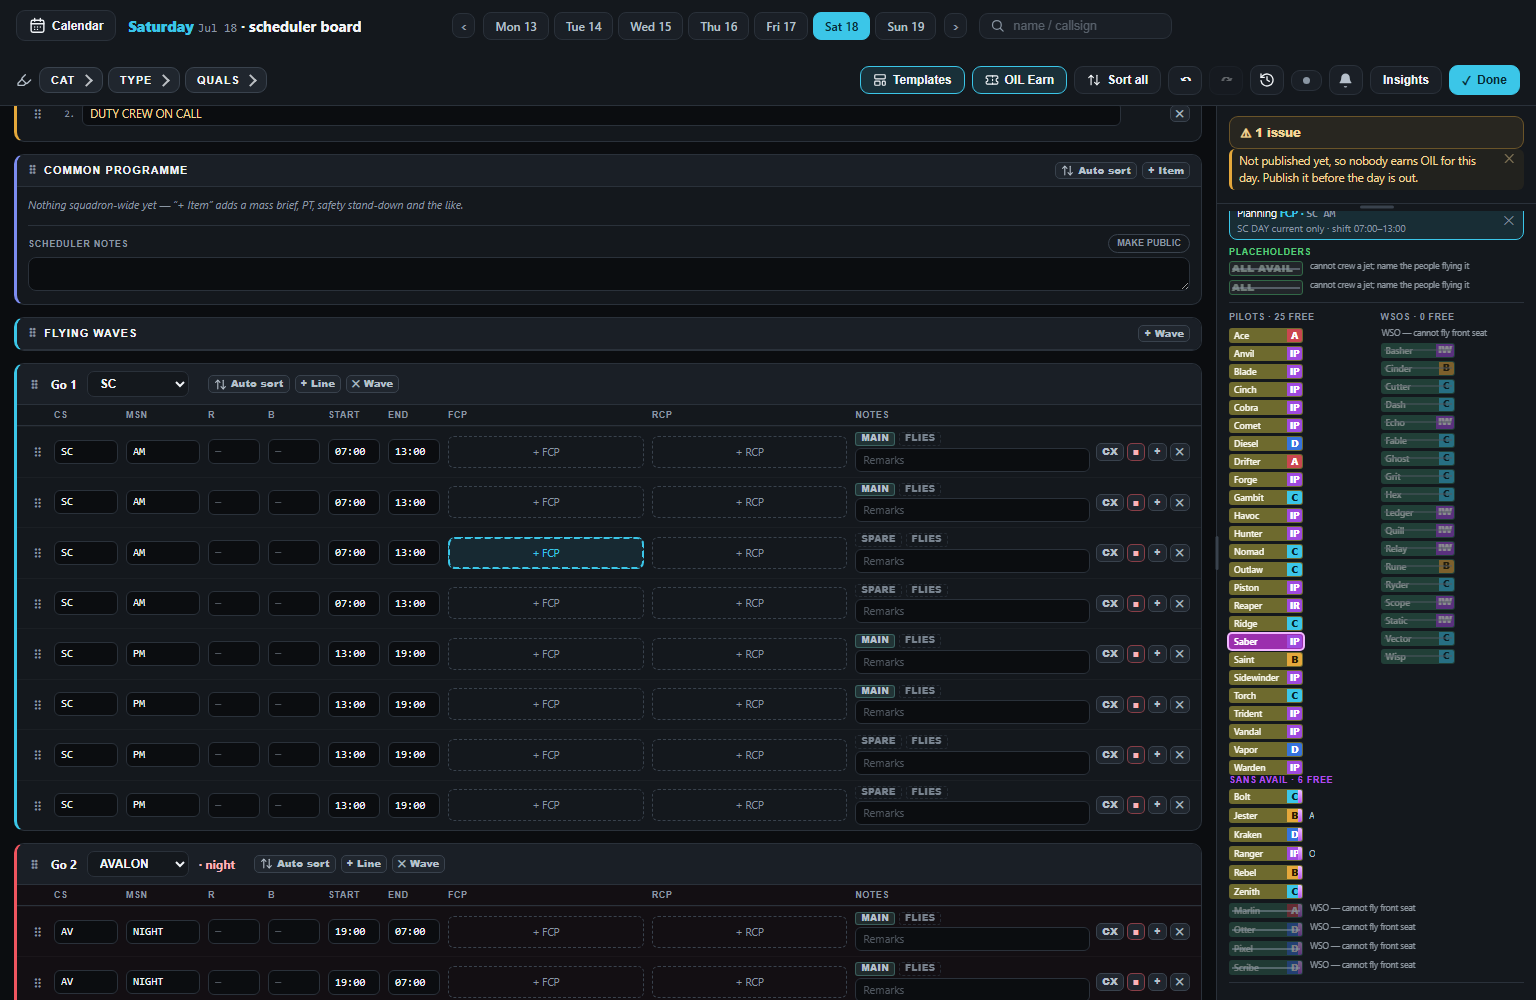 Calendar
Saturday Jul 18 · scheduler board
‹ Mon 13 Tue 14 Wed 15 Thu 16 Fri 17 Sat 18 Sun 19 ›
name / callsign
CAT TYPE QUALS
Templates OIL Earn Sort all Insights ✓ Done
2. DUTY CREW ON CALL
COMMON PROGRAMME Auto sort + Item
Nothing squadron-wide yet — "+ Item" adds a mass brief, PT, safety stand-down and the like.
SCHEDULER NOTES MAKE PUBLIC
FLYING WAVES + Wave
Go 1 SC Auto sort + Line × Wave
CS MSN R B START END FCP RCP NOTES
MAIN FLIES
SC AM – – 07:00 13:00 + FCP + RCP Remarks CX + ×
MAIN FLIES
SC AM – – 07:00 13:00 + FCP + RCP Remarks CX + ×
SPARE FLIES
SC AM – – 07:00 13:00 + FCP + RCP Remarks CX + ×
SPARE FLIES
SC AM – – 07:00 13:00 + FCP + RCP Remarks CX + ×
MAIN FLIES
SC PM – – 13:00 19:00 + FCP + RCP Remarks CX + ×
MAIN FLIES
SC PM – – 13:00 19:00 + FCP + RCP Remarks CX + ×
SPARE FLIES
SC PM – – 13:00 19:00 + FCP + RCP Remarks CX + ×
SPARE FLIES
SC PM – – 13:00 19:00 + FCP + RCP Remarks CX + ×
Go 2 AVALON · night Auto sort + Line × Wave
CS MSN R B START END FCP RCP NOTES
MAIN FLIES
AV NIGHT – – 19:00 07:00 + FCP + RCP Remarks CX + ×
MAIN FLIES
AV NIGHT – – 19:00 07:00 + FCP + RCP Remarks CX + ×
⚠ 1 issue
Not published yet, so nobody earns OIL for this
day. Publish it before the day is out.
Planning FCP · SC AM
SC DAY current only · shift 07:00–13:00
PLACEHOLDERS
ALL AVAIL cannot crew a jet; name the people flying it
ALL cannot crew a jet; name the people flying it
PILOTS · 25 FREE
Ace A
Anvil IP
Blade IP
Cinch IP
Cobra IP
Comet IP
Diesel D
Drifter A
Forge IP
Gambit C
Havoc IP
Hunter IP
Nomad C
Outlaw C
Piston IP
Reaper IR
Ridge C
Saber IP
Saint B
Sidewinder IP
Torch C
Trident IP
Vandal IP
Vapor D
Warden IP
WSOS · 0 FREE
WSO — cannot fly front seat
Basher IW
Cinder B
Cutter C
Dash C
Echo IW
Fable C
Ghost C
Grit C
Hex C
Ledger IW
Quill IW
Relay IW
Rune B
Ryder C
Scope IW
Static IW
Vector C
Wisp C
SANS AVAIL · 6 FREE
Bolt C
Jester B A
Kraken D
Ranger IP O
Rebel B
Zenith C
Marlin A WSO — cannot fly front seat
Otter D WSO — cannot fly front seat
Pixel D WSO — cannot fly front seat
Scribe D WSO — cannot fly front seat